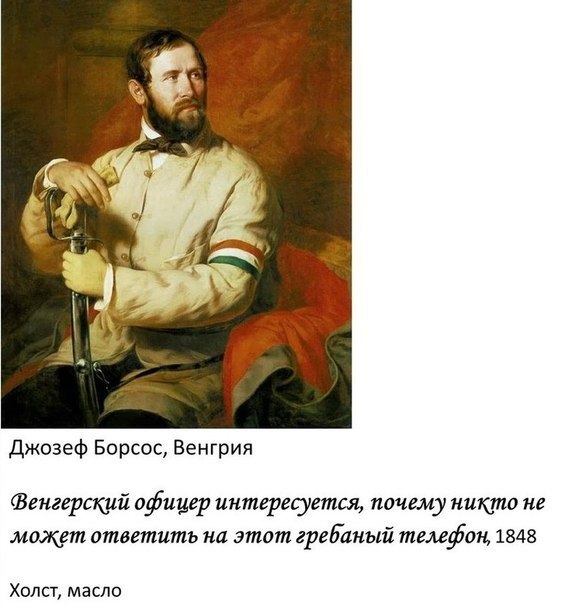 Джозеф Борсос, Венгрия
Венгерский офицер интересуется, почему никто не
может ответить на этот гребаный телефон, 1848
Холст, масло